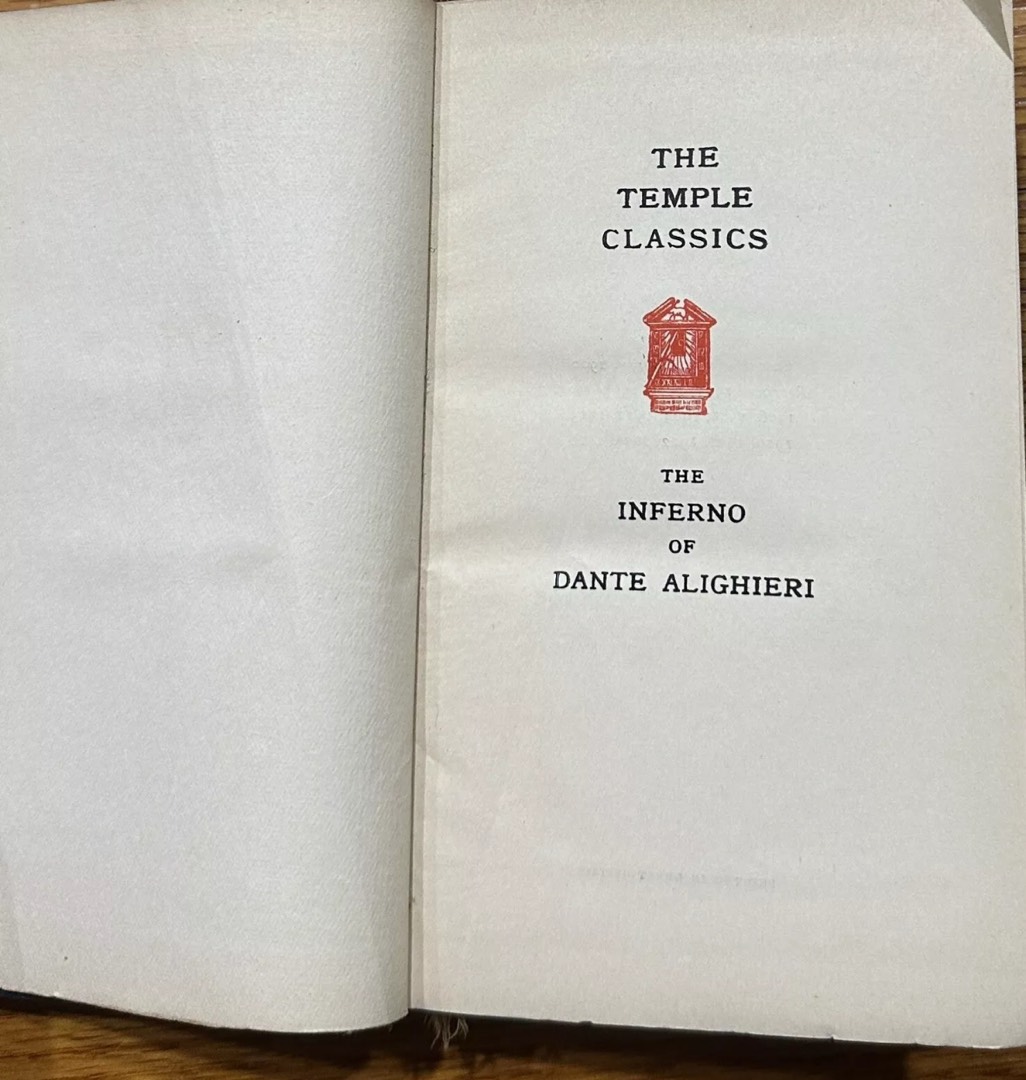 THE
TEMPLE
CLASSICS
THE
INFERNO
OF
DANTE ALIGHIERI